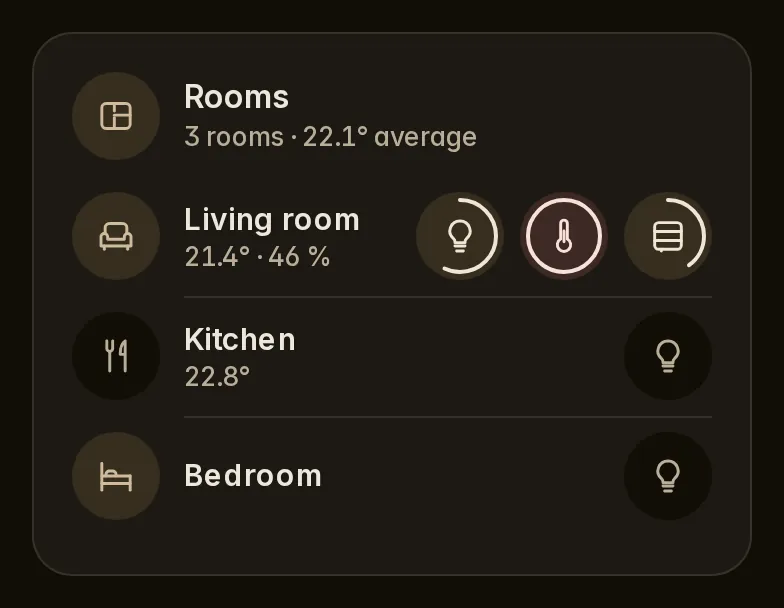 Rooms
3 rooms · 22.1° average
Living room
21.4° · 46 %
Kitchen
22.8°
Bedroom